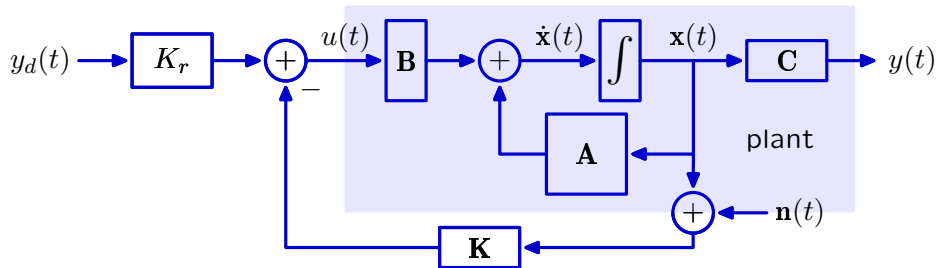 y_d(t) K_r + u(t) B + ẋ(t) ∫ x(t) C y(t)
−
A
plant
+ n(t)
K